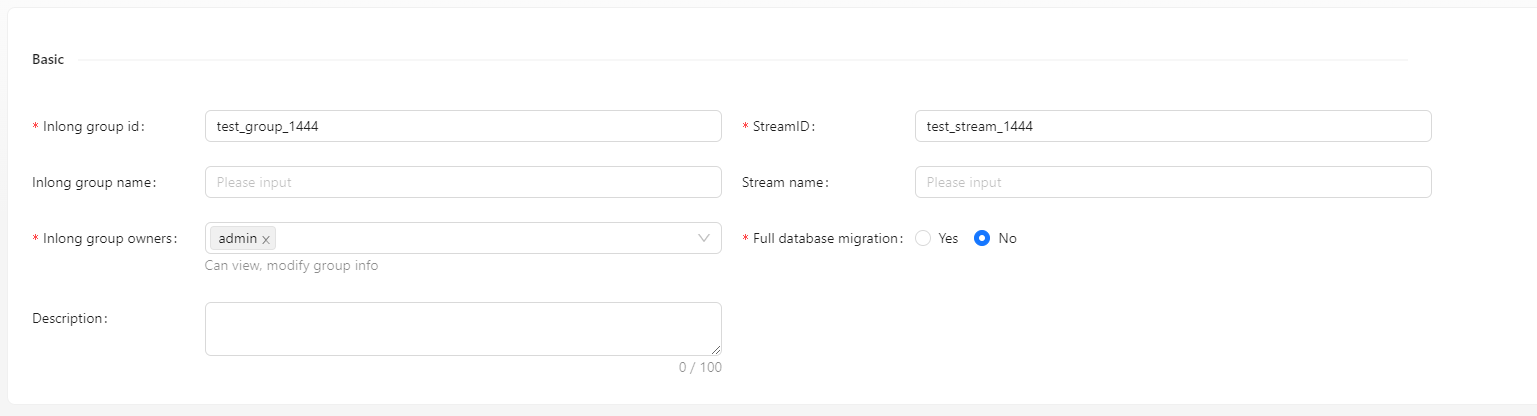 Basic
* Inlong group id: test_group_1444 * StreamID: test_stream_1444
Inlong group name: Please input Stream name: Please input
* Inlong group owners: admin x * Full database migration: Yes No
Can view, modify group info
Description:
0 / 100